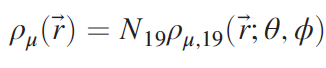 ρ_μ(r⃗) = N_19 ρ_{μ,19}(r⃗; θ, ϕ)